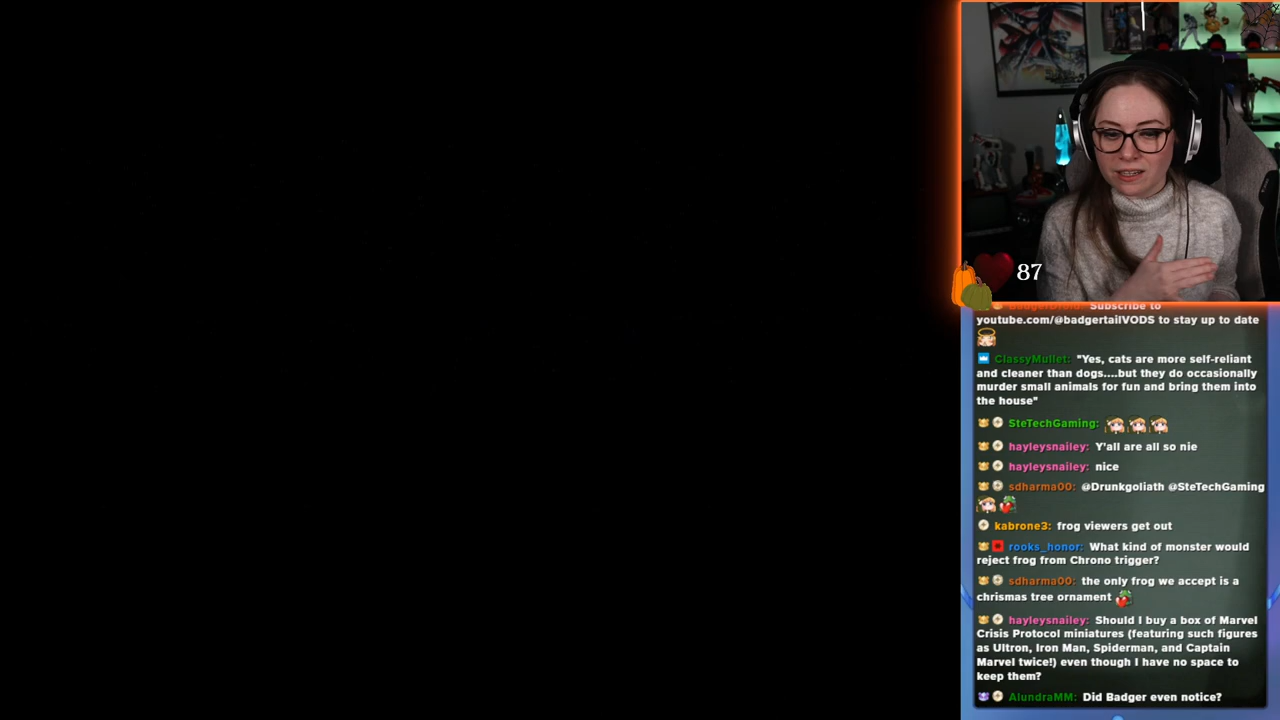 87
Subscribe to
youtube.com/@badgertailVODS to stay up to date
ClassyMullet: "Yes, cats are more self-reliant
and cleaner than dogs....but they do occasionally
murder small animals for fun and bring them into
the house"
SteTechGaming:
hayleysnailey: Y'all are all so nie
hayleysnailey: nice
sdharma00: @Drunkgoliath @SteTechGaming
kabrone3: frog viewers get out
rooks_honor: What kind of monster would
reject frog from Chrono trigger?
sdharma00: the only frog we accept is a
chrismas tree ornament
hayleysnailey: Should I buy a box of Marvel
Crisis Protocol miniatures (featuring such figures
as Ultron, Iron Man, Spiderman, and Captain
Marvel twice!) even though I have no space to
keep them?
AlundraMM: Did Badger even notice?